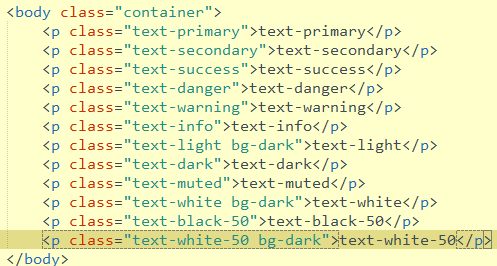 <body class="container">
<p class="text-primary">text-primary</p>
<p class="text-secondary">text-secondary</p>
<p class="text-success">text-success</p>
<p class="text-danger">text-danger</p>
<p class="text-warning">text-warning</p>
<p class="text-info">text-info</p>
<p class="text-light bg-dark">text-light</p>
<p class="text-dark">text-dark</p>
<p class="text-muted">text-muted</p>
<p class="text-white bg-dark">text-white</p>
<p class="text-black-50">text-black-50</p>
<p class="text-white-50 bg-dark">text-white-50</p>
</body>